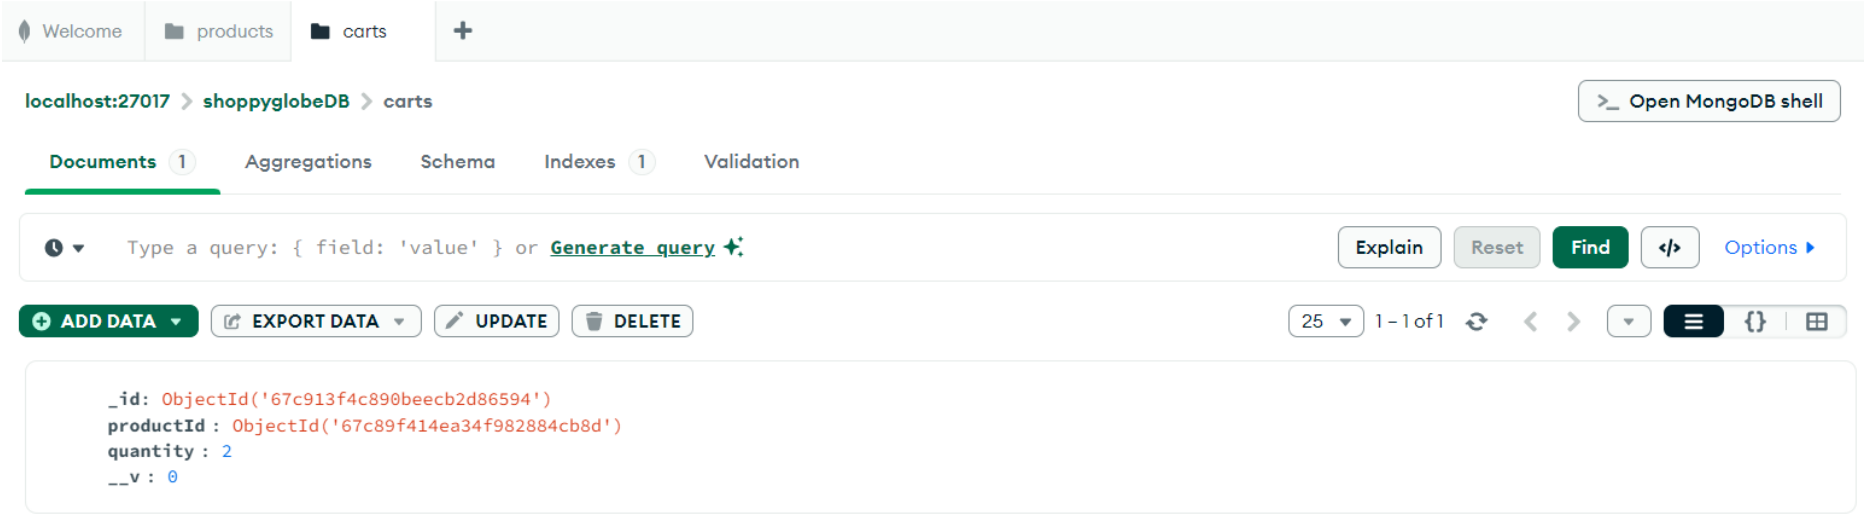 Welcome products carts
localhost:27017 > shoppyglobeDB > carts
>_ Open MongoDB shell
Documents 1 Aggregations Schema Indexes 1 Validation
Type a query: { field: 'value' } or Generate query
Explain Reset Find </> Options
ADD DATA EXPORT DATA UPDATE DELETE
25 1 – 1 of 1 {}
_id: ObjectId('67c913f4c890beecb2d86594')
productId : ObjectId('67c89f414ea34f982884cb8d')
quantity : 2
__v : 0